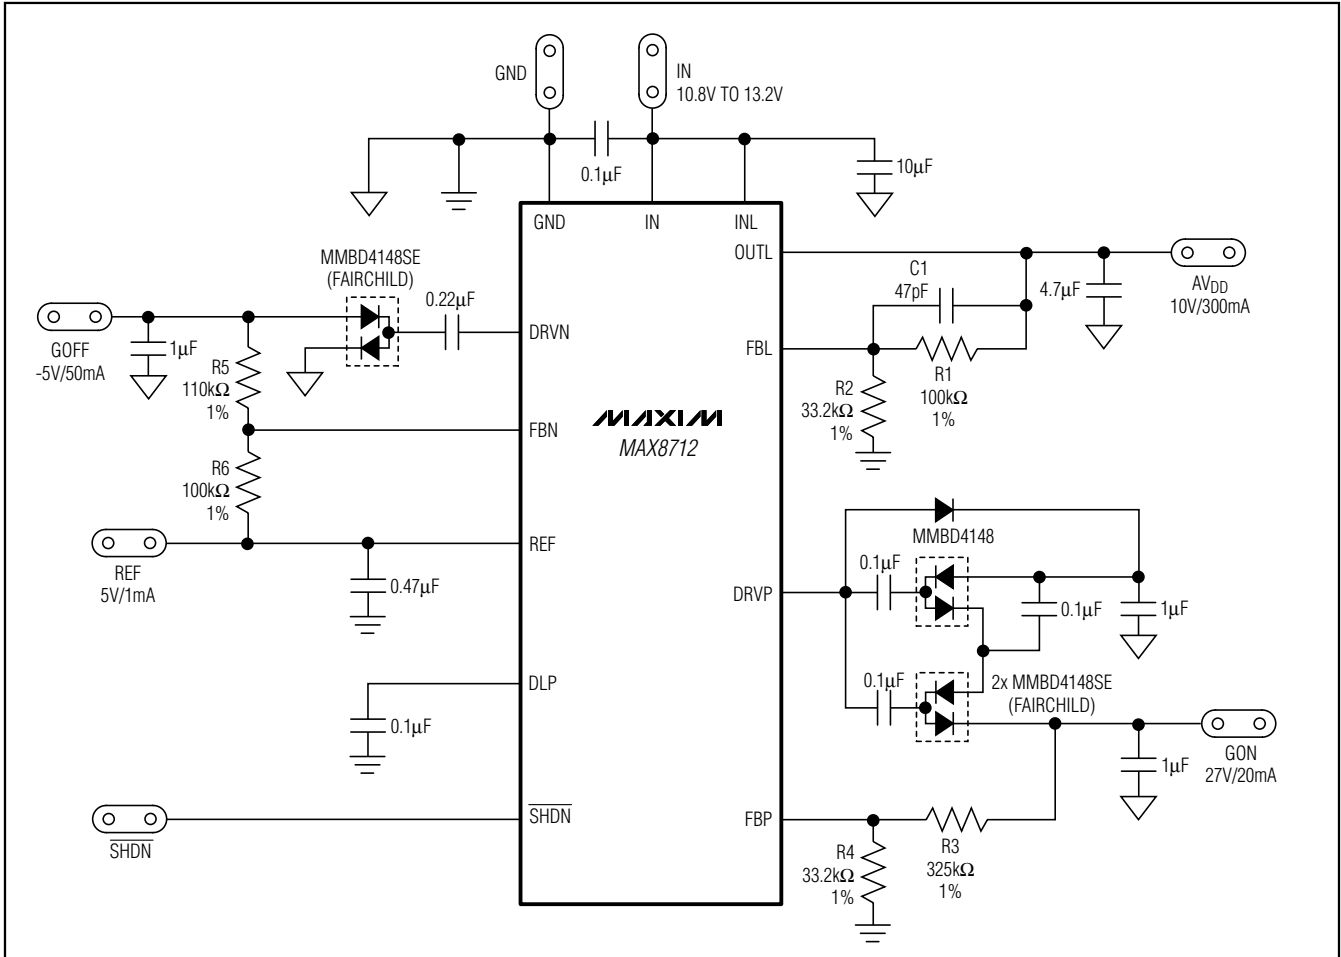 GND
IN
10.8V TO 13.2V
0.1µF
10µF
GND
IN
INL
OUTL
MMBD4148SE
(FAIRCHILD)
0.22µF
DRVN
GOFF
-5V/50mA
1µF
R5
110kΩ
1%
FBN
R6
100kΩ
1%
REF
5V/1mA
REF
0.47µF
DLP
0.1µF
SHDN
SHDN
MAXIM
MAX8712
C1
47pF
4.7µF
AVDD
10V/300mA
FBL
R1
100kΩ
1%
R2
33.2kΩ
1%
MMBD4148
0.1µF
DRVP
0.1µF
1µF
0.1µF
2x MMBD4148SE
(FAIRCHILD)
GON
27V/20mA
1µF
FBP
R3
325kΩ
1%
R4
33.2kΩ
1%